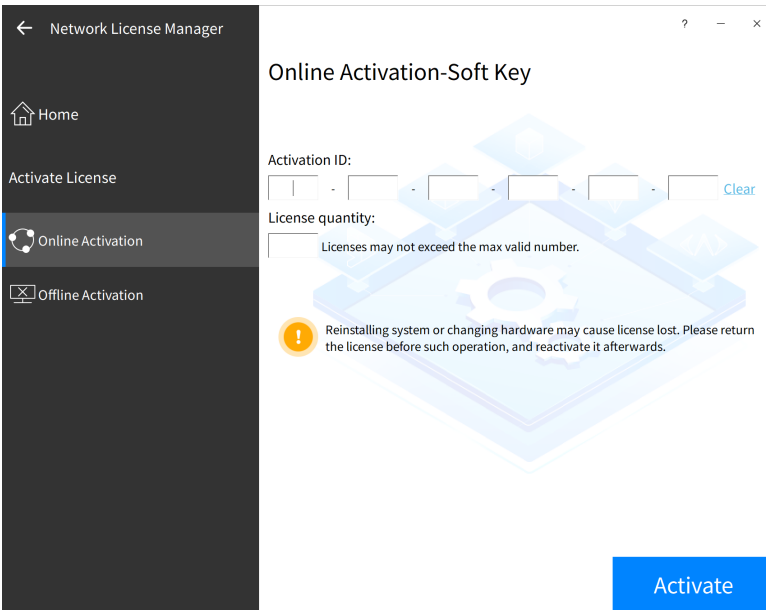 Network License Manager
?
Home
Activate License
Online Activation
Offline Activation
Online Activation-Soft Key
Activation ID:
- - - - - Clear
License quantity:
Licenses may not exceed the max valid number.
!
Reinstalling system or changing hardware may cause license lost. Please return
the license before such operation, and reactivate it afterwards.
Activate